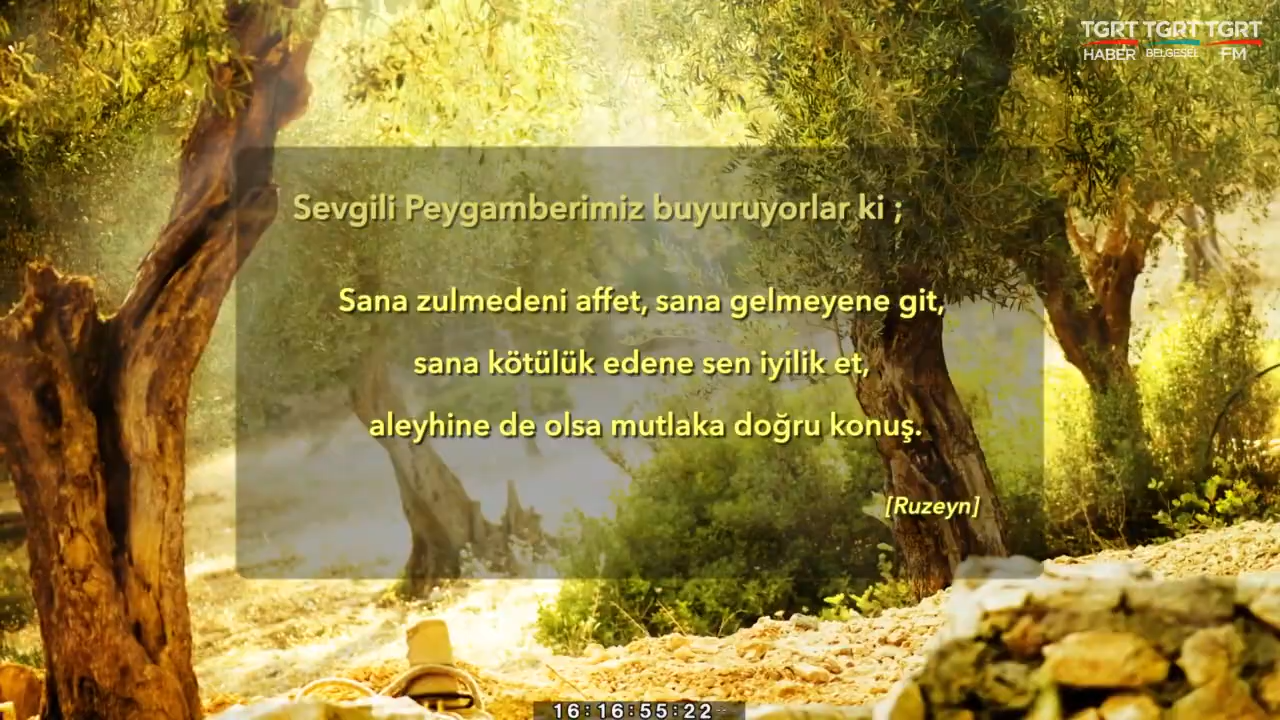 TGRT TGRT TGRT
HABER BELGESEL FM
Sevgili Peygamberimiz buyuruyorlar ki ;
Sana zulmedeni affet, sana gelmeyene git,
sana kötülük edene sen iyilik et,
aleyhine de olsa mutlaka doğru konuş.
[Ruzeyn]
16:16:55:22--